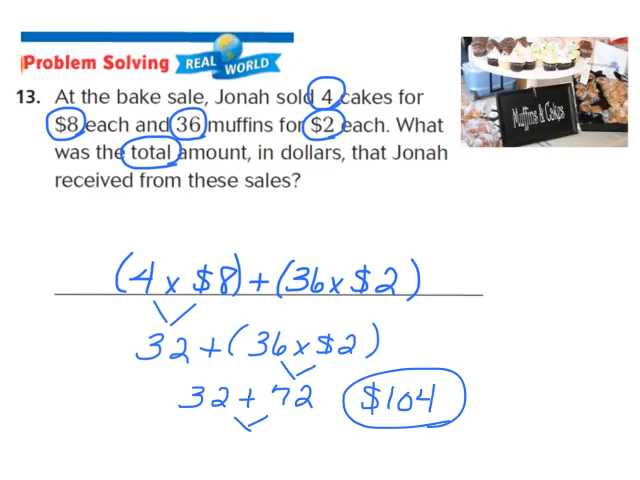 Problem Solving REAL WORLD
13. At the bake sale, Jonah sold 4 cakes for
$8 each and 36 muffins for $2 each. What
was the total amount, in dollars, that Jonah
received from these sales?
Muffins & Cakes
(4 x $8) + (36 x $2)
32 + (36 x $2)
32 + 72 $104